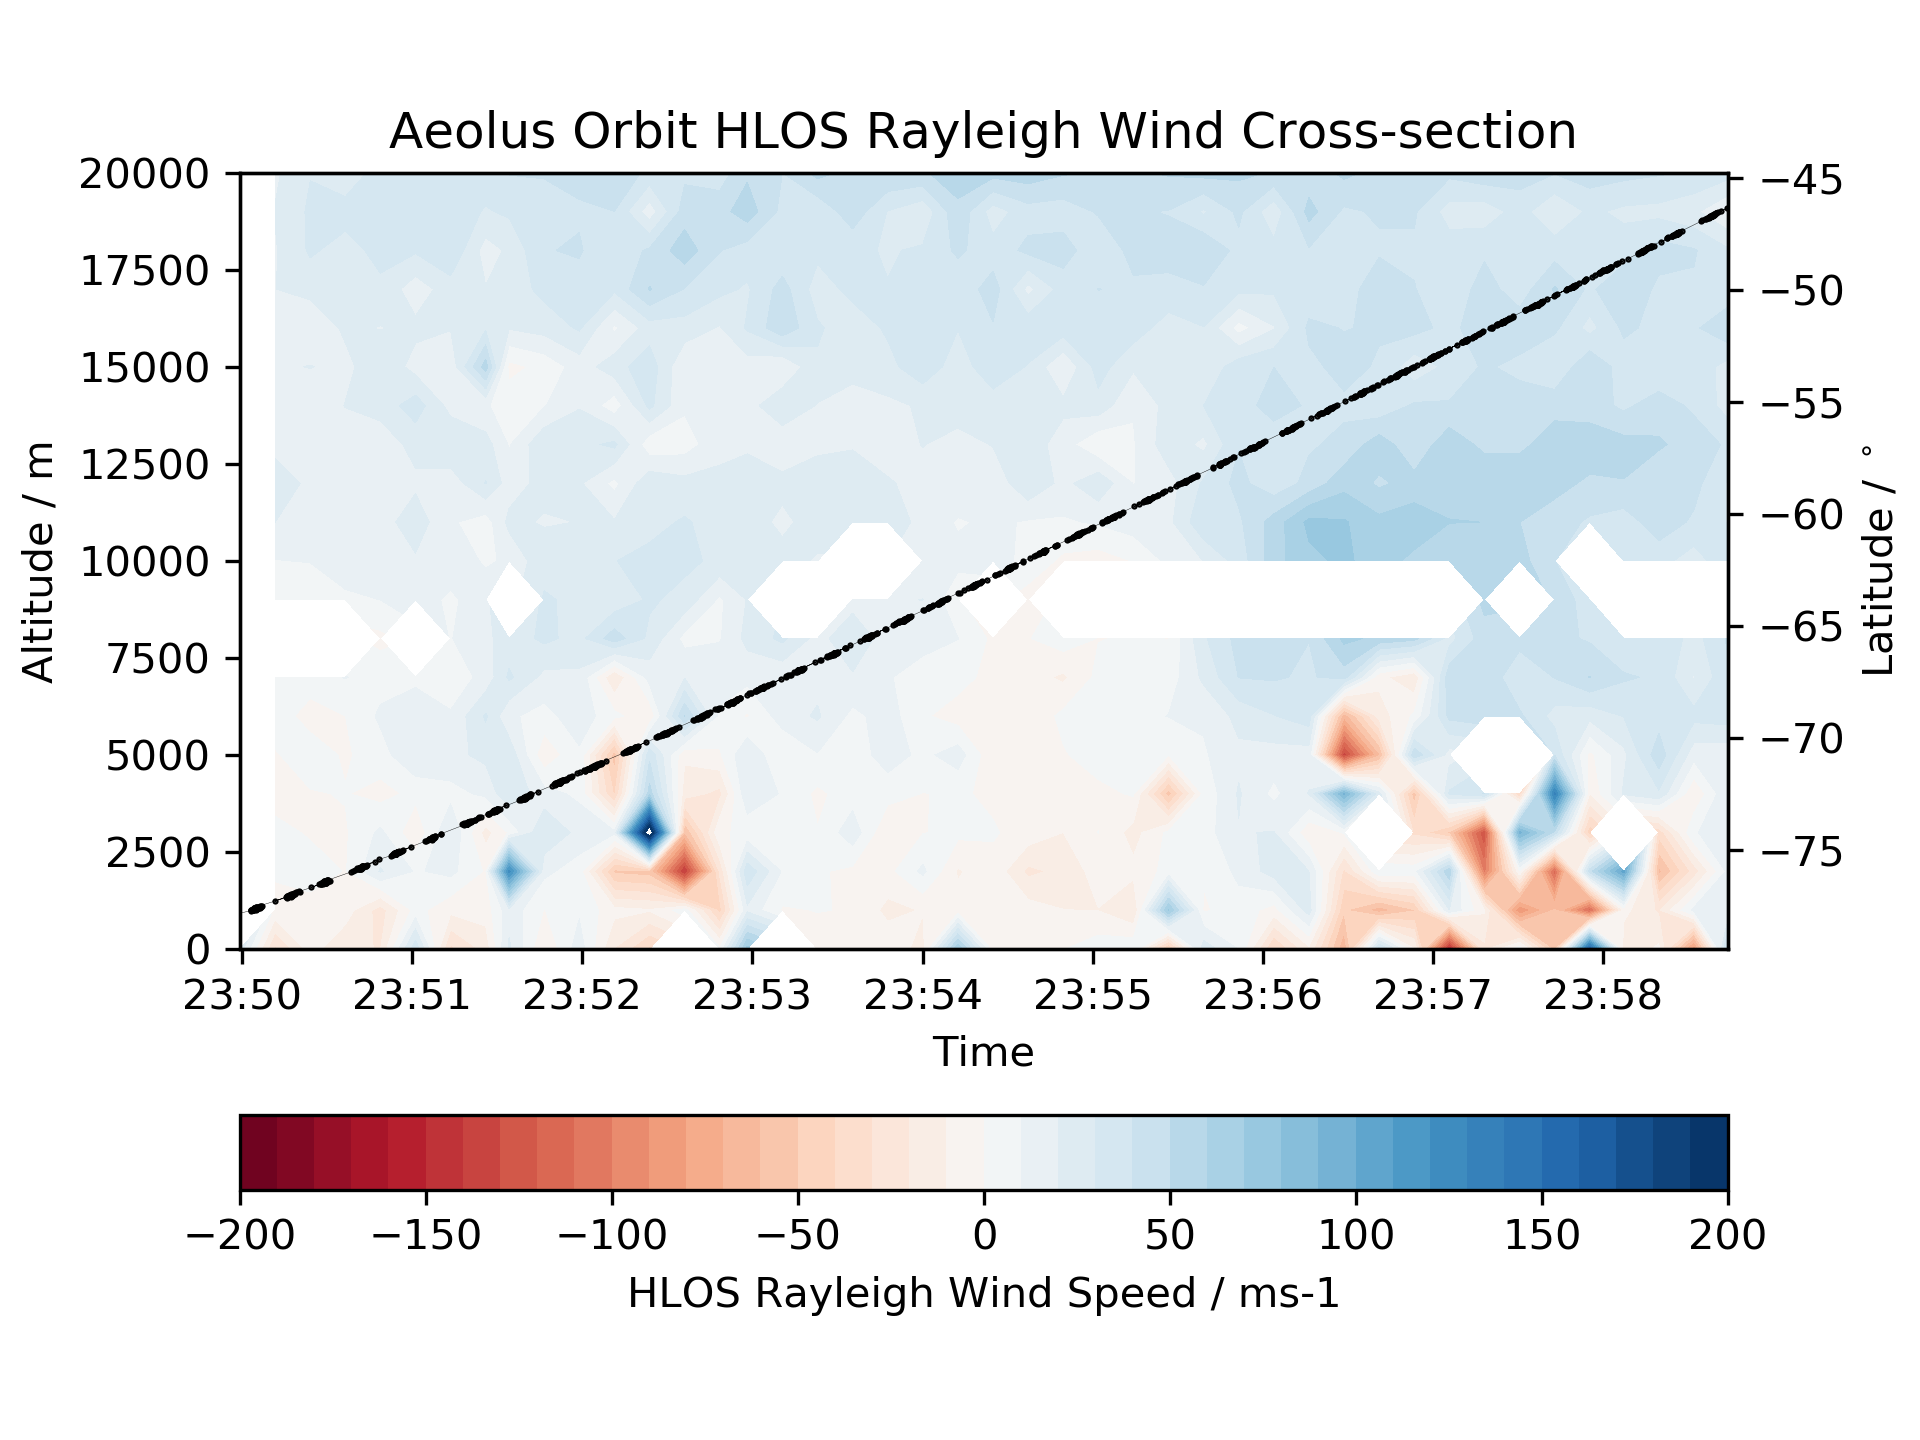 Aeolus Orbit HLOS Rayleigh Wind Cross-section
20000
17500
15000
12500
10000
7500
5000
2500
0
Altitude / m
−45
−50
−55
−60
−65
−70
−75
Latitude / °
23:50 23:51 23:52 23:53 23:54 23:55 23:56 23:57 23:58
Time
−200 −150 −100 −50 0 50 100 150 200
HLOS Rayleigh Wind Speed / ms-1